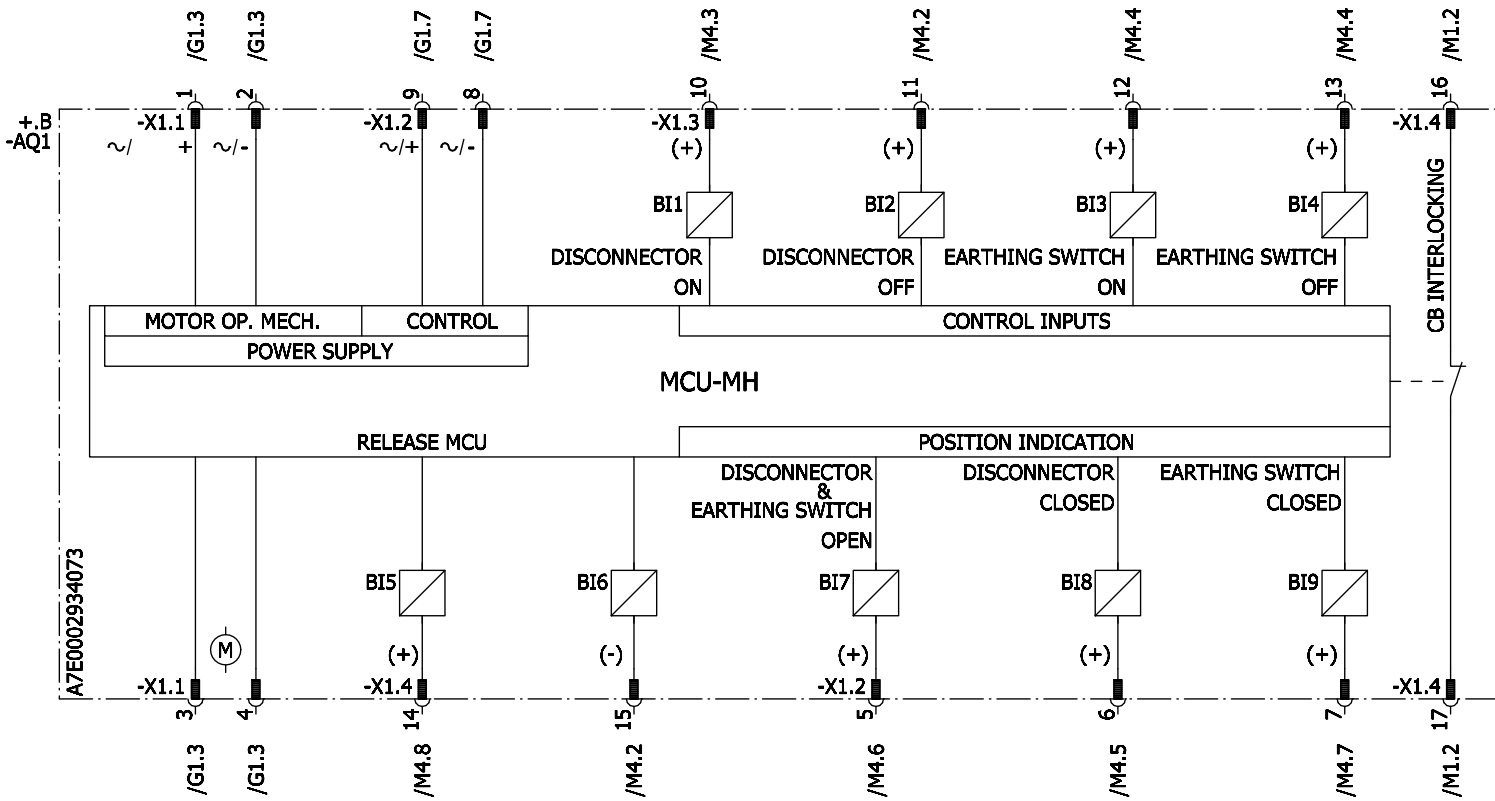 /G1.3 /G1.3 /G1.7 /G1.7 /M4.3 /M4.2 /M4.4 /M4.4 /M1.2
1 2 9 8 10 11 12 13 16
+.B -X1.1 -X1.2 -X1.3 -X1.4
-AQ1 ~/ + ~/- ~/+ ~/- (+) (+) (+) (+)
BI1 BI2 BI3 BI4
CB INTERLOCKING
DISCONNECTOR DISCONNECTOR EARTHING SWITCH EARTHING SWITCH
ON OFF ON OFF
MOTOR OP. MECH. CONTROL CONTROL INPUTS
POWER SUPPLY
MCU-MH
RELEASE MCU POSITION INDICATION
DISCONNECTOR DISCONNECTOR EARTHING SWITCH
& CLOSED CLOSED
EARTHING SWITCH
OPEN
A7E0002934073
BI5 BI6 BI7 BI8 BI9
M (+) (-) (+) (+) (+)
-X1.1 -X1.4 -X1.2 -X1.4
3 4 14 15 5 6 7 17
/G1.3 /G1.3 /M4.8 /M4.2 /M4.6 /M4.5 /M4.7 /M1.2